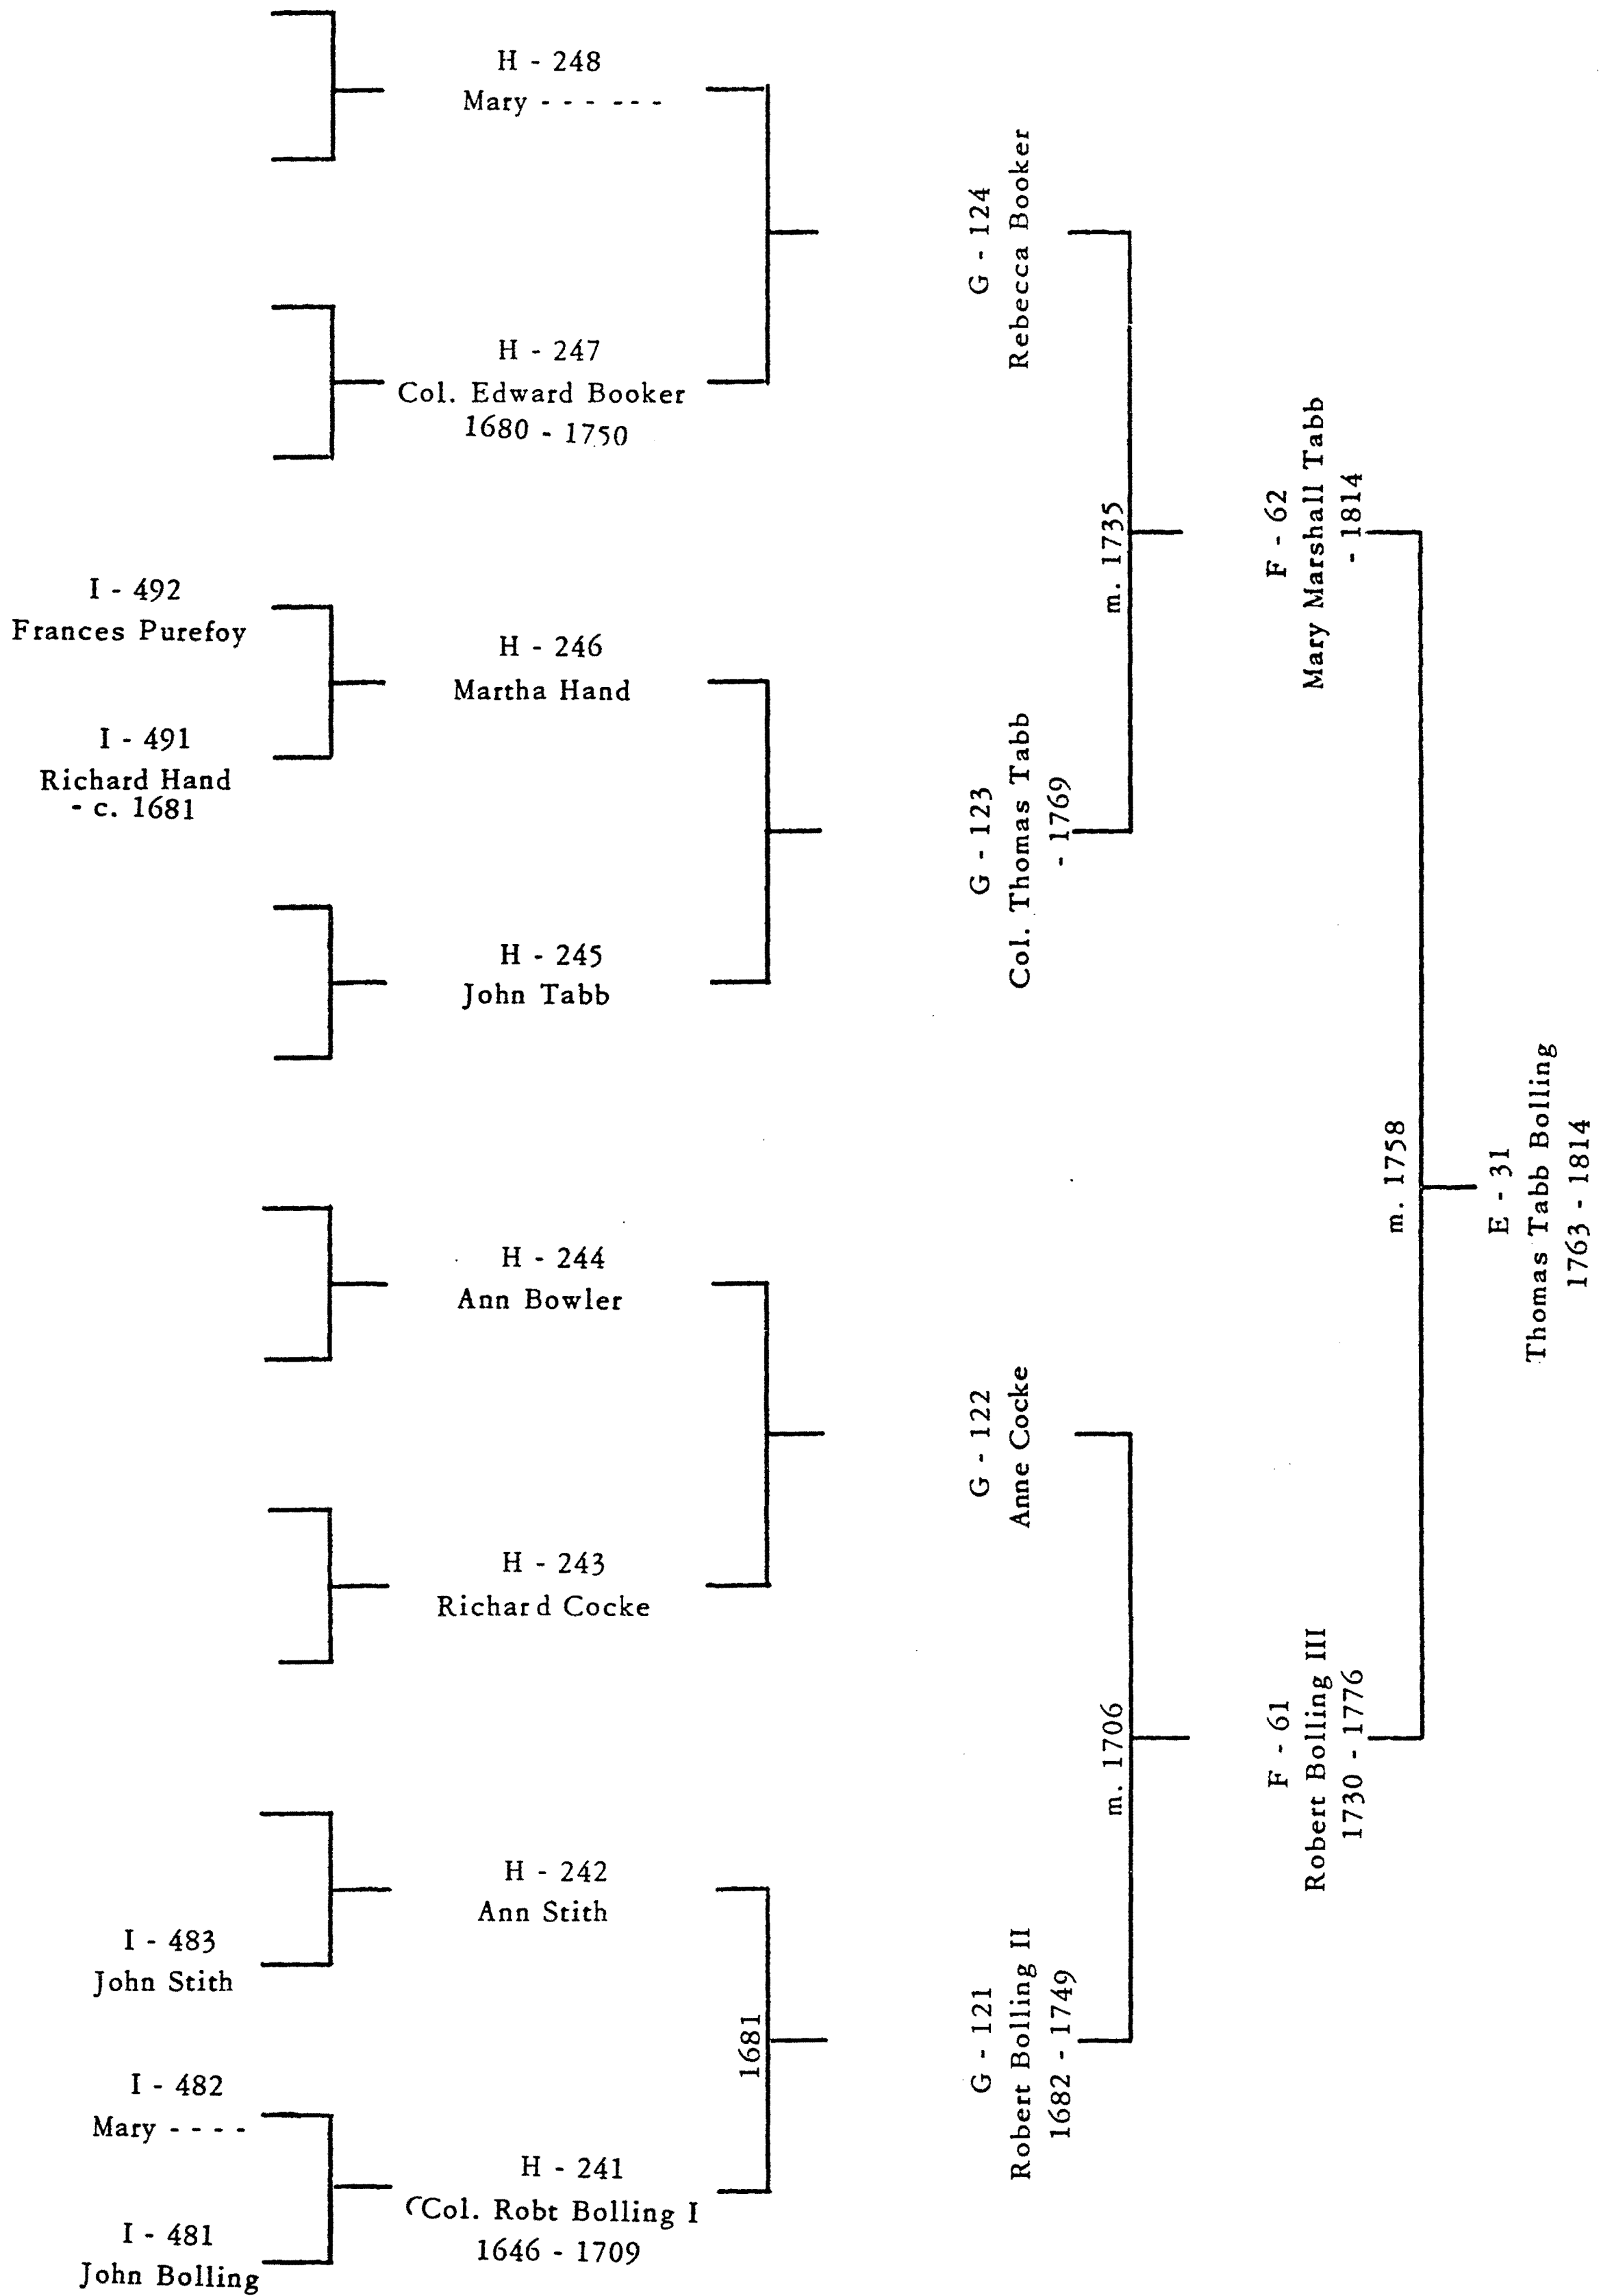 H - 248
Mary - - - - - -
H - 247
Col. Edward Booker
1680 - 1750
I - 492
Frances Purefoy
I - 491
Richard Hand
- c. 1681
H - 246
Martha Hand
H - 245
John Tabb
H - 244
Ann Bowler
H - 243
Richard Cocke
H - 242
Ann Stith
I - 483
John Stith
I - 482
Mary - - - -
I - 481
John Bolling
H - 241
(Col. Robt Bolling I
1646 - 1709
1681
G - 124
Rebecca Booker
G - 123
Col. Thomas Tabb
- 1769
G - 122
Anne Cocke
G - 121
Robert Bolling II
1682 - 1749
m. 1735
m. 1706
F - 62
Mary Marshall Tabb
- 1814
F - 61
Robert Bolling III
1730 - 1776
m. 1758
E - 31
Thomas Tabb Bolling
1763 - 1814